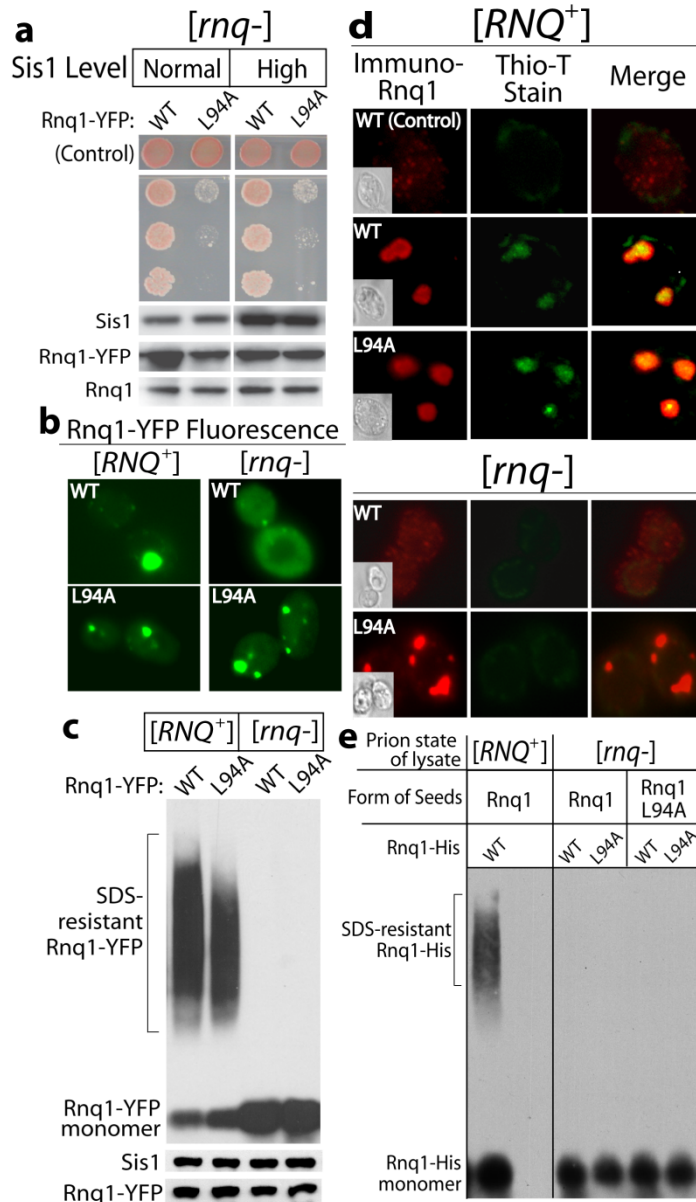 a
[rnq-]
Sis1 Level Normal High
Rnq1-YFP: WT L94A WT L94A
(Control)
Sis1
Rnq1-YFP
Rnq1
b Rnq1-YFP Fluorescence
[RNQ+] [rnq-]
WT WT
L94A L94A
c
[RNQ+] [rnq-]
Rnq1-YFP: WT L94A WT L94A
SDS-
resistant
Rnq1-YFP
Rnq1-YFP
monomer
Sis1
Rnq1-YFP
d [RNQ+]
Immuno-
Rnq1
Thio-T
Stain
Merge
WT (Control)
WT
L94A
[rnq-]
WT
L94A
e
Prion state
of lysate
[RNQ+] [rnq-]
Form of Seeds Rnq1 Rnq1
Rnq1
L94A
Rnq1-His WT WT L94A WT L94A
SDS-resistant
Rnq1-His
Rnq1-His
monomer